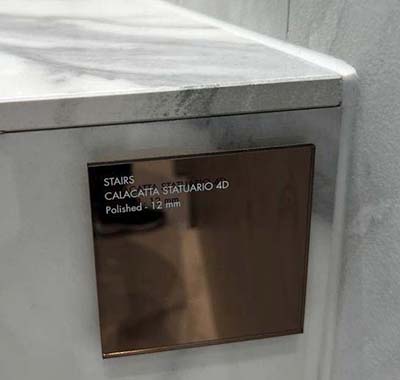 STAIRS
CALACATTA STATUARIO 4D
Polished - 12 mm